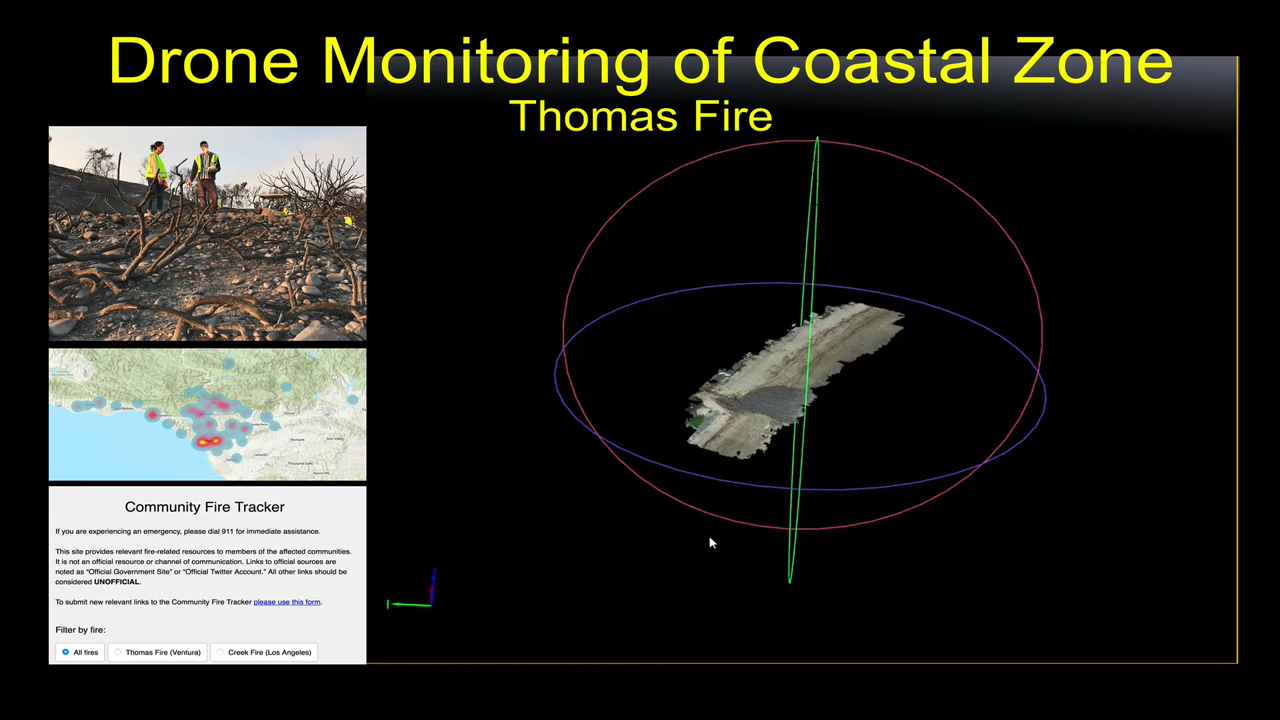 Drone Monitoring of Coastal Zone
Thomas Fire
Community Fire Tracker
If you are experiencing an emergency, please dial 911 for immediate assistance.
This site provides relevant fire-related resources to members of the affected communities.
It is not an official resource or channel of communication. Links to official sources are
noted as “Official Government Site” or “Official Twitter Account.” All other links should be
considered UNOFFICIAL.
To submit new relevant links to the Community Fire Tracker please use this form.
Filter by fire:
All fires
Thomas Fire (Ventura)
Creek Fire (Los Angeles)